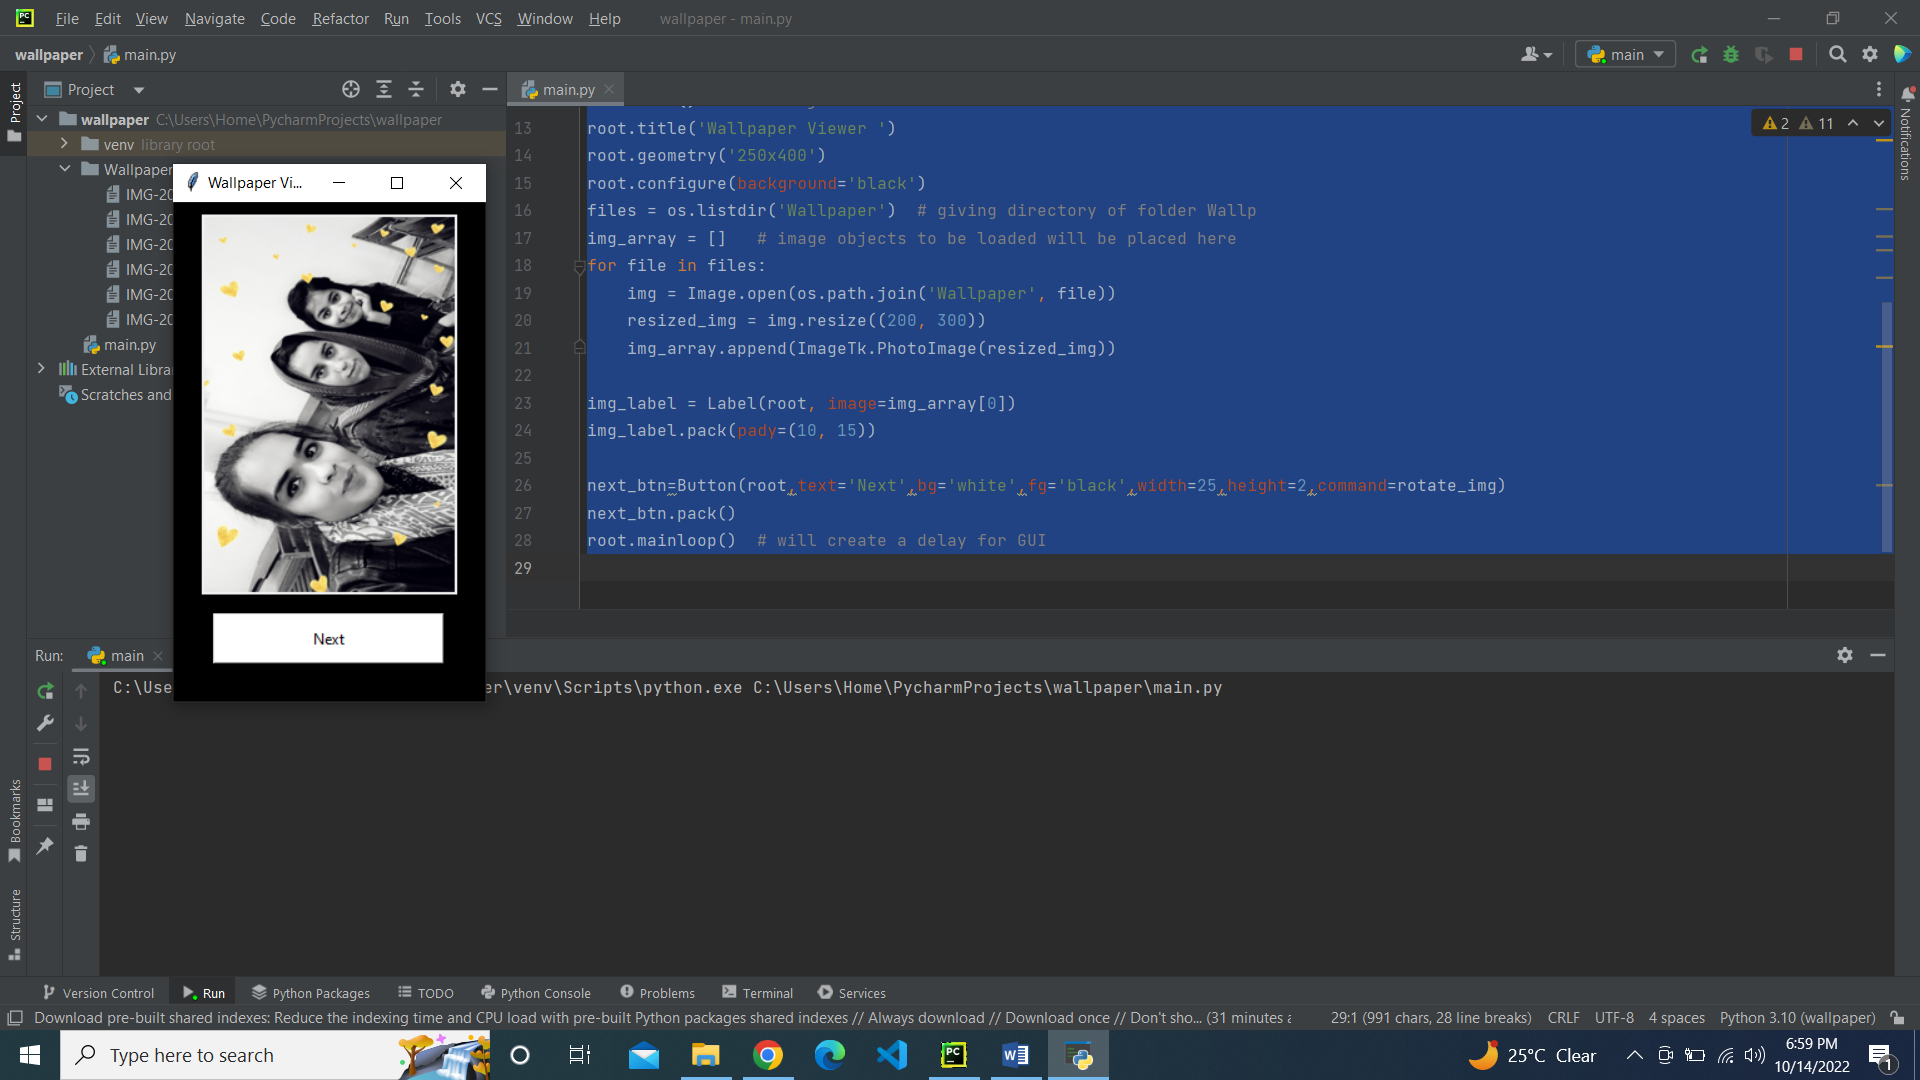 File Edit View Navigate Code Refactor Run Tools VCS Window Help wallpaper - main.py
wallpaper main.py main
Project
Project
wallpaper C:\Users\Home\PycharmProjects\wallpaper
venv library root
Wallpaper
IMG-20
IMG-20
IMG-20
IMG-20
IMG-20
IMG-20
main.py
External Libra
Scratches and
Wallpaper Vi...
Next
main.py
2 11
Notifications
13 root.title('Wallpaper Viewer ')
14 root.geometry('250x400')
15 root.configure(background='black')
16 files = os.listdir('Wallpaper')  # giving directory of folder Wallp
17 img_array = []   # image objects to be loaded will be placed here
18 for file in files:
19     img = Image.open(os.path.join('Wallpaper', file))
20     resized_img = img.resize((200, 300))
21     img_array.append(ImageTk.PhotoImage(resized_img))
22
23 img_label = Label(root, image=img_array[0])
24 img_label.pack(pady=(10, 15))
25
26 next_btn=Button(root,text='Next',bg='white',fg='black',width=25,height=2,command=rotate_img)
27 next_btn.pack()
28 root.mainloop()  # will create a delay for GUI
29
Run: main
C:\Use er\venv\Scripts\python.exe C:\Users\Home\PycharmProjects\wallpaper\main.py
Bookmarks
Structure
Version Control Run Python Packages TODO Python Console Problems Terminal Services
Download pre-built shared indexes: Reduce the indexing time and CPU load with pre-built Python packages shared indexes // Always download // Download once // Don't sho... (31 minutes a 29:1 (991 chars, 28 line breaks) CRLF UTF-8 4 spaces Python 3.10 (wallpaper)
Type here to search 25°C Clear
6:59 PM
10/14/2022
1